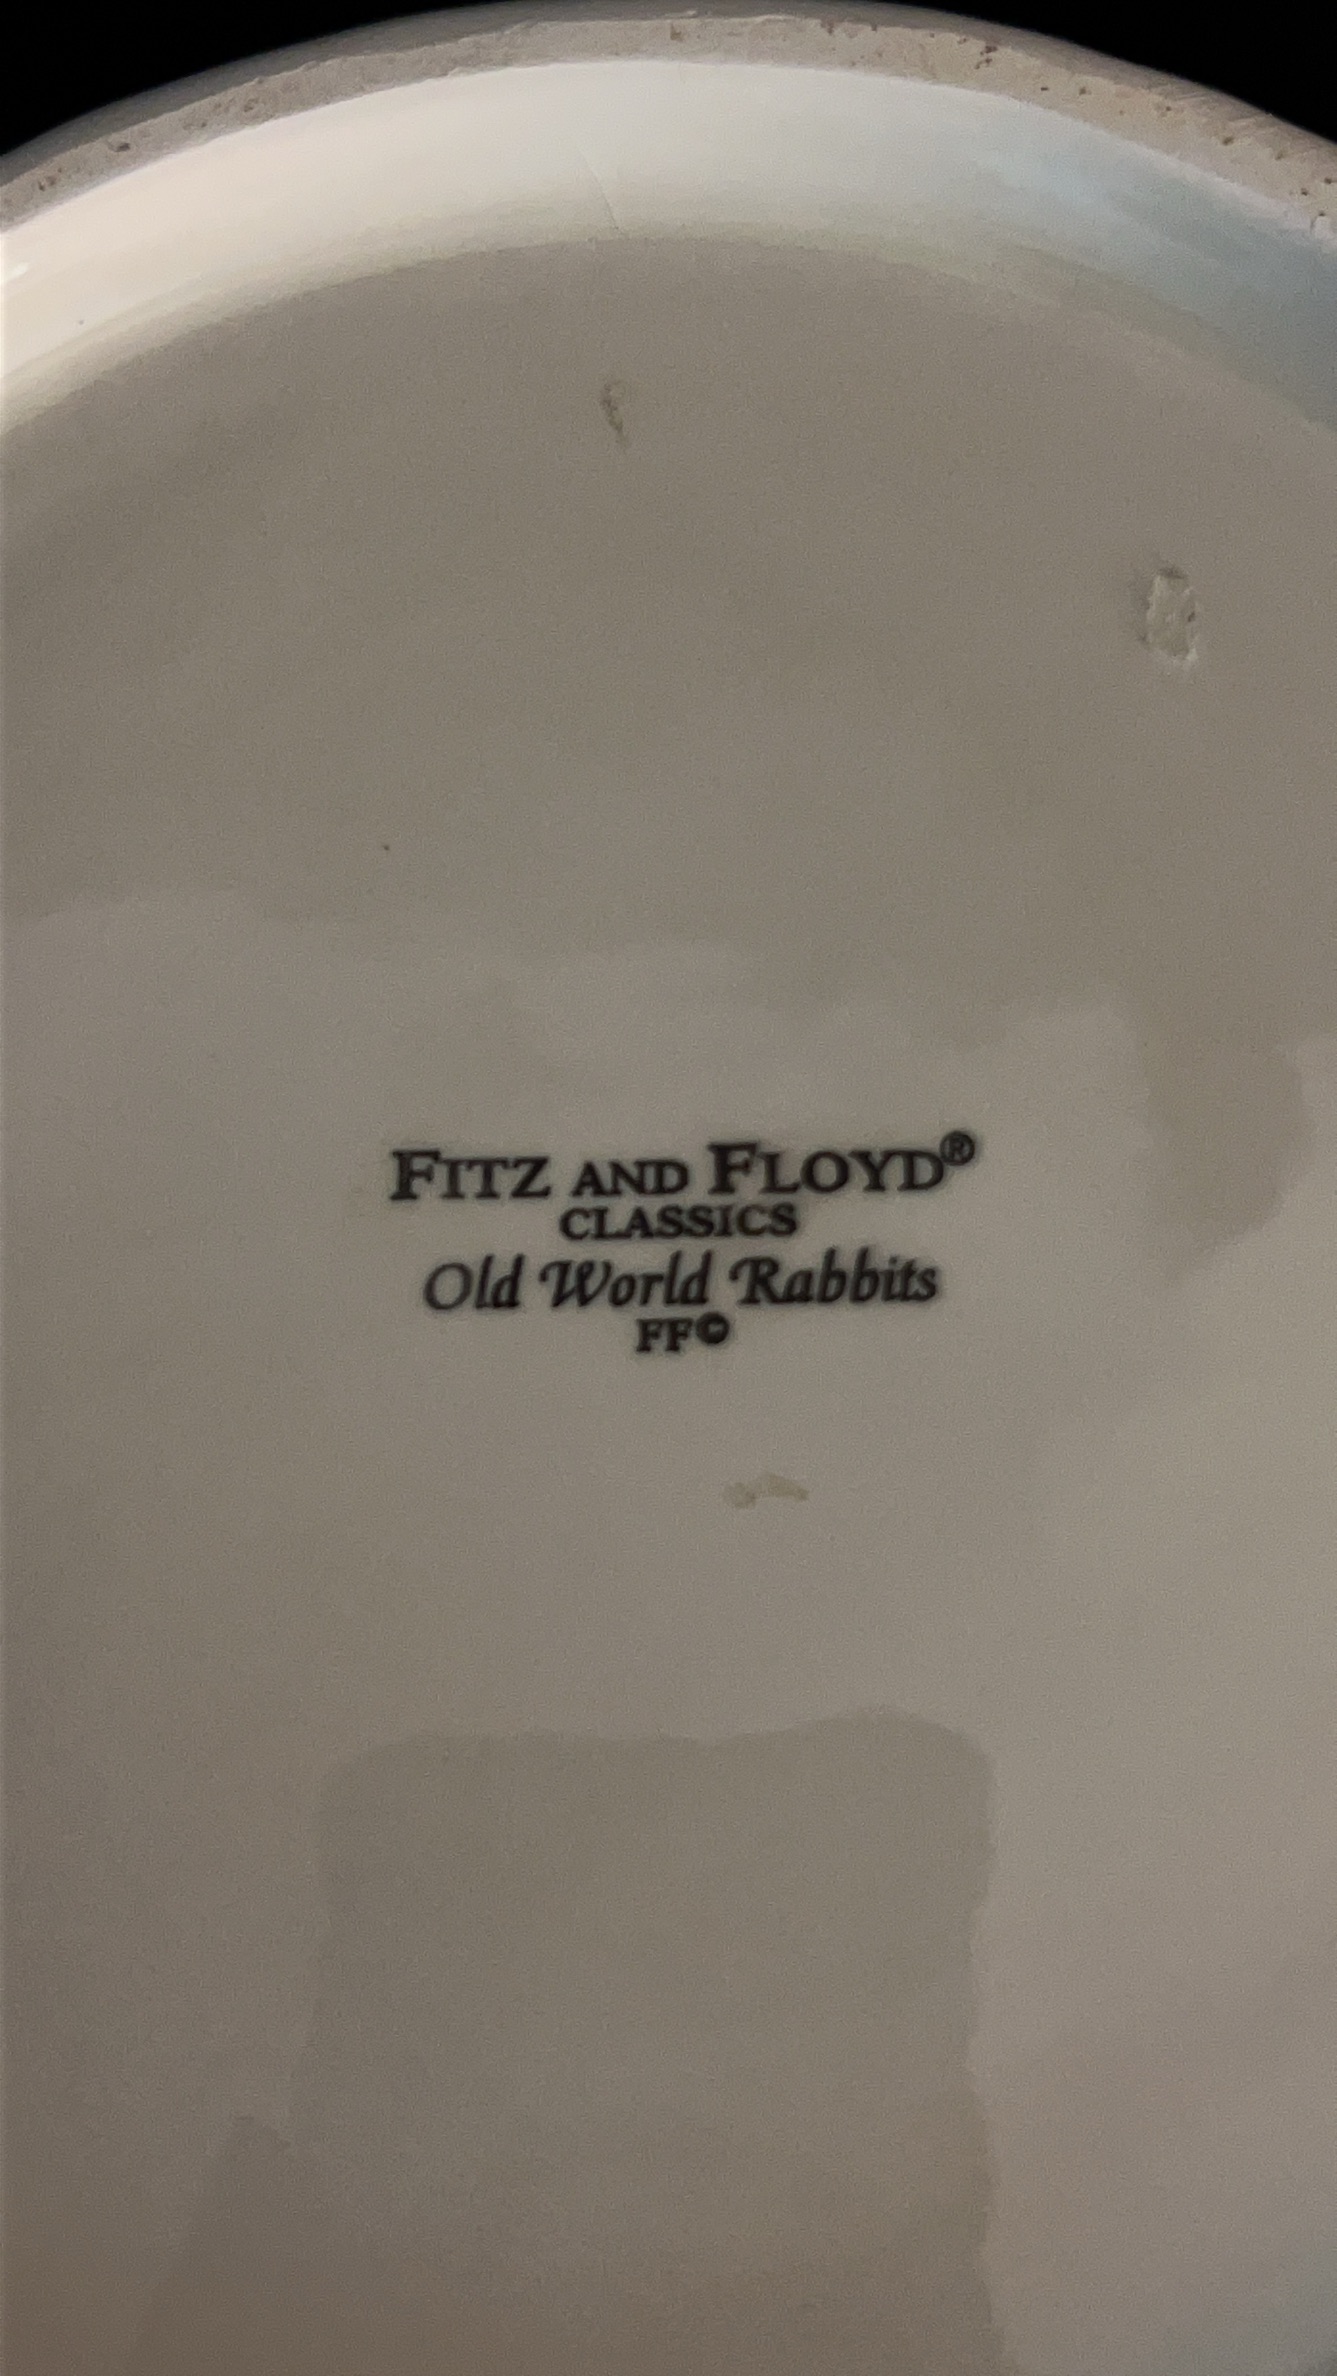 FITZ AND FLOYD®
CLASSICS
Old World Rabbits
FF©